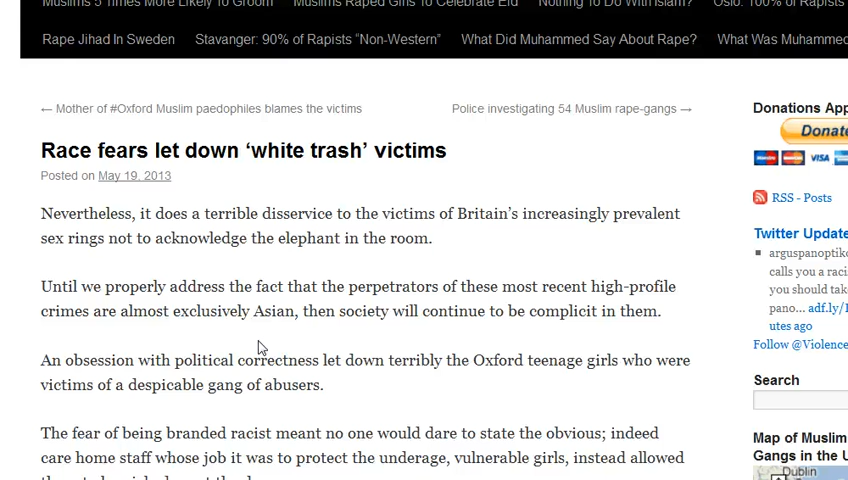 Muslims 5 Times More Likely To Groom Muslims Raped Girls To Celebrate Eid Nothing To Do With Islam? Oslo: 100% of Rapists
Rape Jihad In Sweden Stavanger: 90% of Rapists “Non-Western” What Did Muhammed Say About Rape? What Was Muhammed
← Mother of #Oxford Muslim paedophiles blames the victims Police investigating 54 Muslim rape-gangs →
Race fears let down ‘white trash’ victims
Posted on May 19, 2013
Nevertheless, it does a terrible disservice to the victims of Britain’s increasingly prevalent
sex rings not to acknowledge the elephant in the room.
Until we properly address the fact that the perpetrators of these most recent high-profile
crimes are almost exclusively Asian, then society will continue to be complicit in them.
An obsession with political correctness let down terribly the Oxford teenage girls who were
victims of a despicable gang of abusers.
The fear of being branded racist meant no one would dare to state the obvious; indeed
care home staff whose job it was to protect the underage, vulnerable girls, instead allowed
Donations App
Donate
VISA
RSS - Posts
Twitter Update
arguspanoptiko
calls you a racis
you should take
pano... adf.ly/
utes ago
Follow @Violence
Search
Map of Muslim
Gangs in the U
Dublin